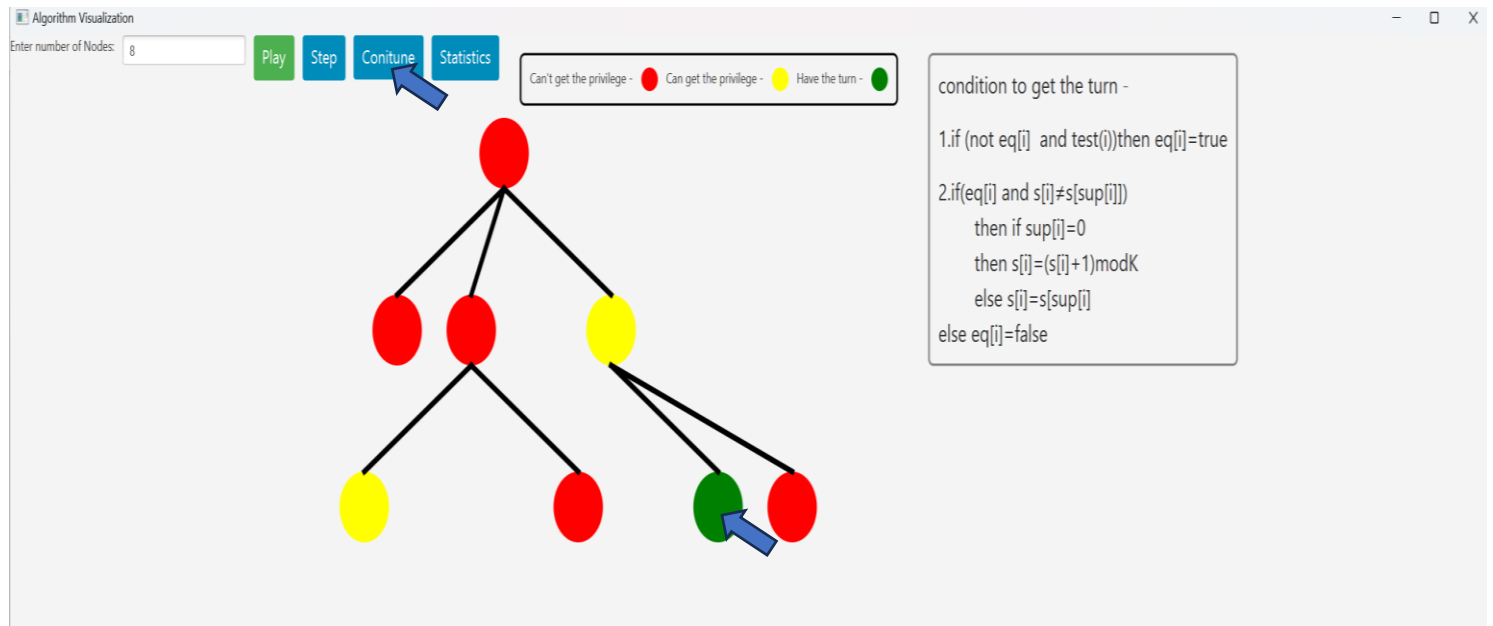 Algorithm Visualization
Enter number of Nodes: 8
Play Step Conitune Statistics
Can't get the privilege - Can get the privilege - Have the turn -
condition to get the turn -
1.if (not eq[i] and test(i))then eq[i]=true
2.if(eq[i] and s[i]≠s[sup[i]])
then if sup[i]=0
then s[i]=(s[i]+1)modK
else s[i]=s[sup[i]
else eq[i]=false